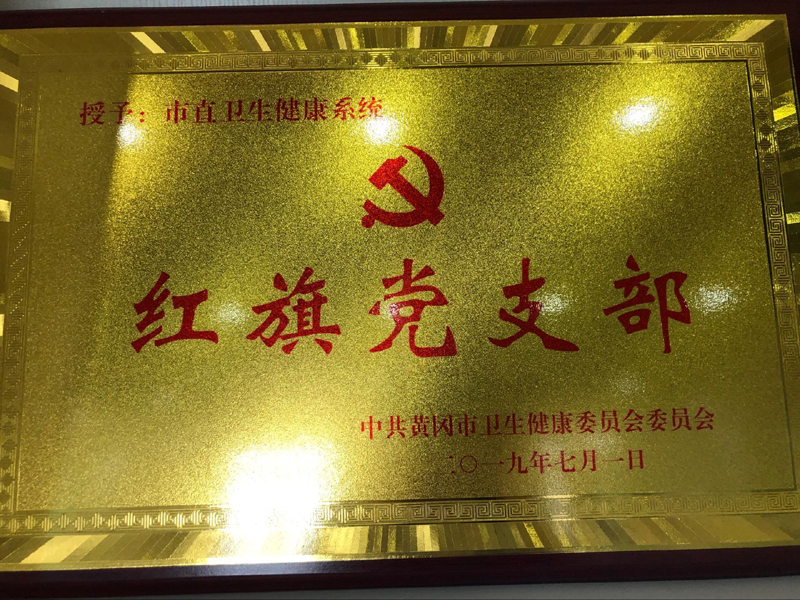 授予：市直卫生健康系统
红旗党支部
中共黄冈市卫生健康委员会委员会
二〇一九年七月一日